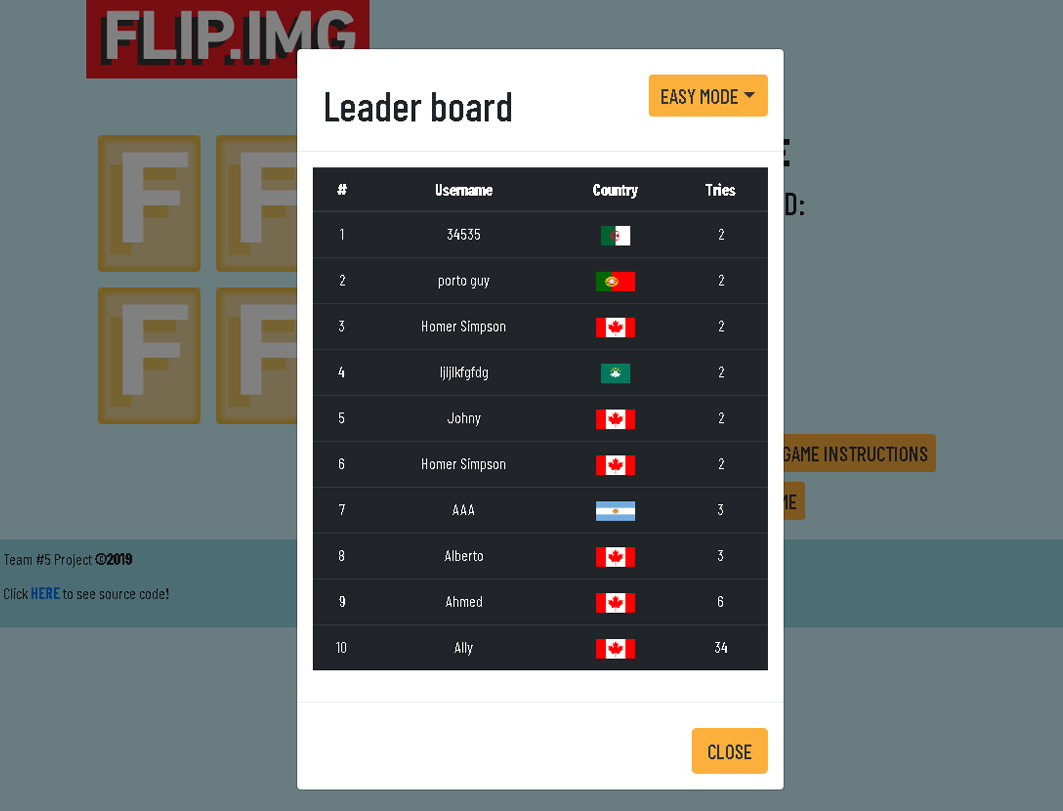 FLIP.IMG
Leader board
EASY MODE
F F
F F
E
D:
# Username Country Tries
1 34535 2
2 porto guy 2
3 Homer Simpson 2
4 ljljlkfgfdg 2
5 Johny 2
6 Homer Simpson 2
7 AAA 3
8 Alberto 3
9 Ahmed 6
10 Ally 34
GAME INSTRUCTIONS
ME
Team #5 Project ©2019
Click HERE to see source code!
CLOSE